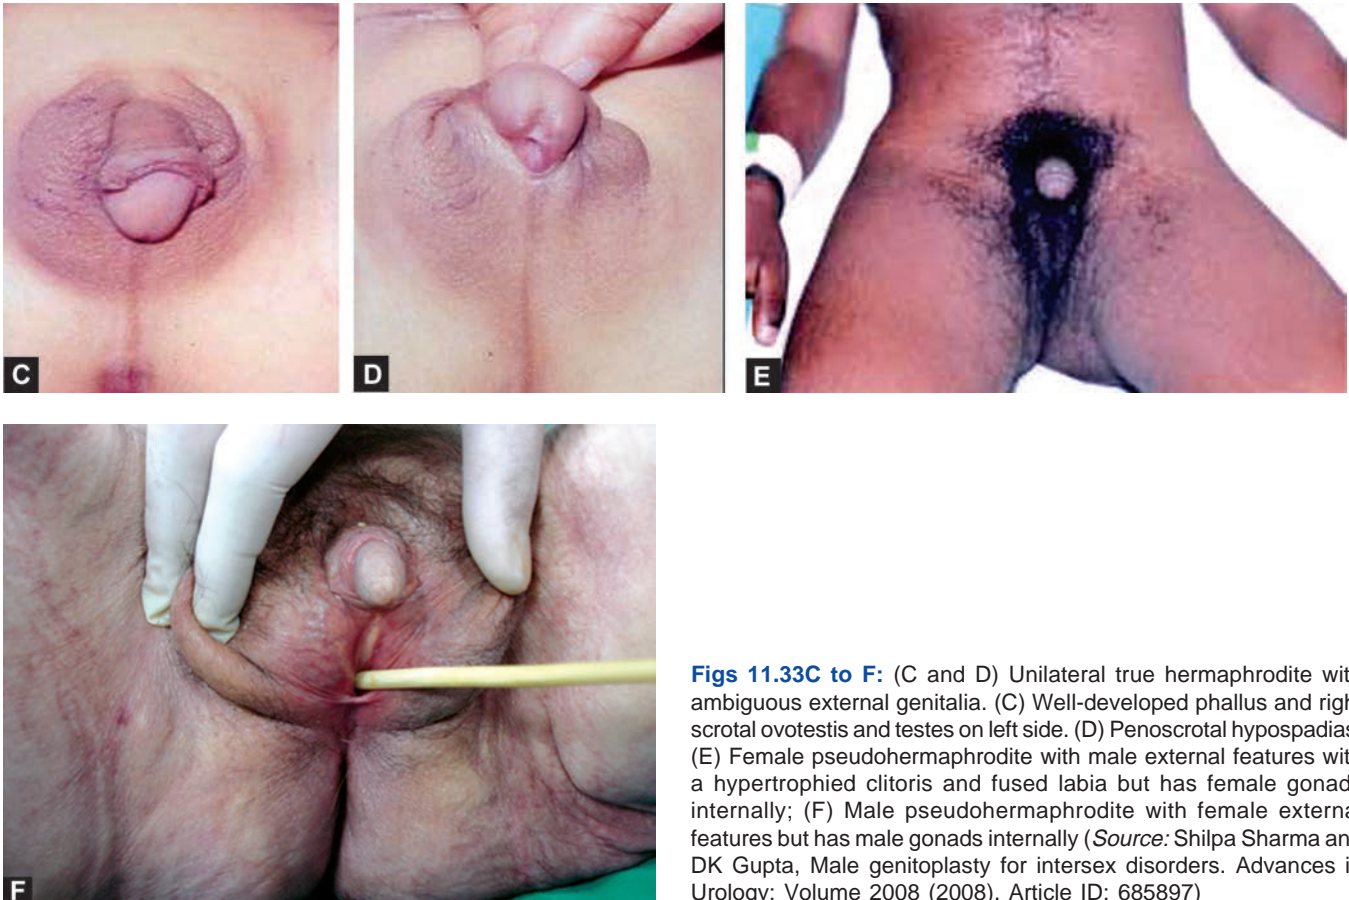 C
D
E
F
Figs 11.33C to F: (C and D) Unilateral true hermaphrodite wit
ambiguous external genitalia. (C) Well-developed phallus and righ
scrotal ovotestis and testes on left side. (D) Penoscrotal hypospadias
(E) Female pseudohermaphrodite with male external features wit
a hypertrophied clitoris and fused labia but has female gonad
internally; (F) Male pseudohermaphrodite with female externa
features but has male gonads internally (Source: Shilpa Sharma an
DK Gupta, Male genitoplasty for intersex disorders. Advances i
Urology: Volume 2008 (2008). Article ID: 685897)